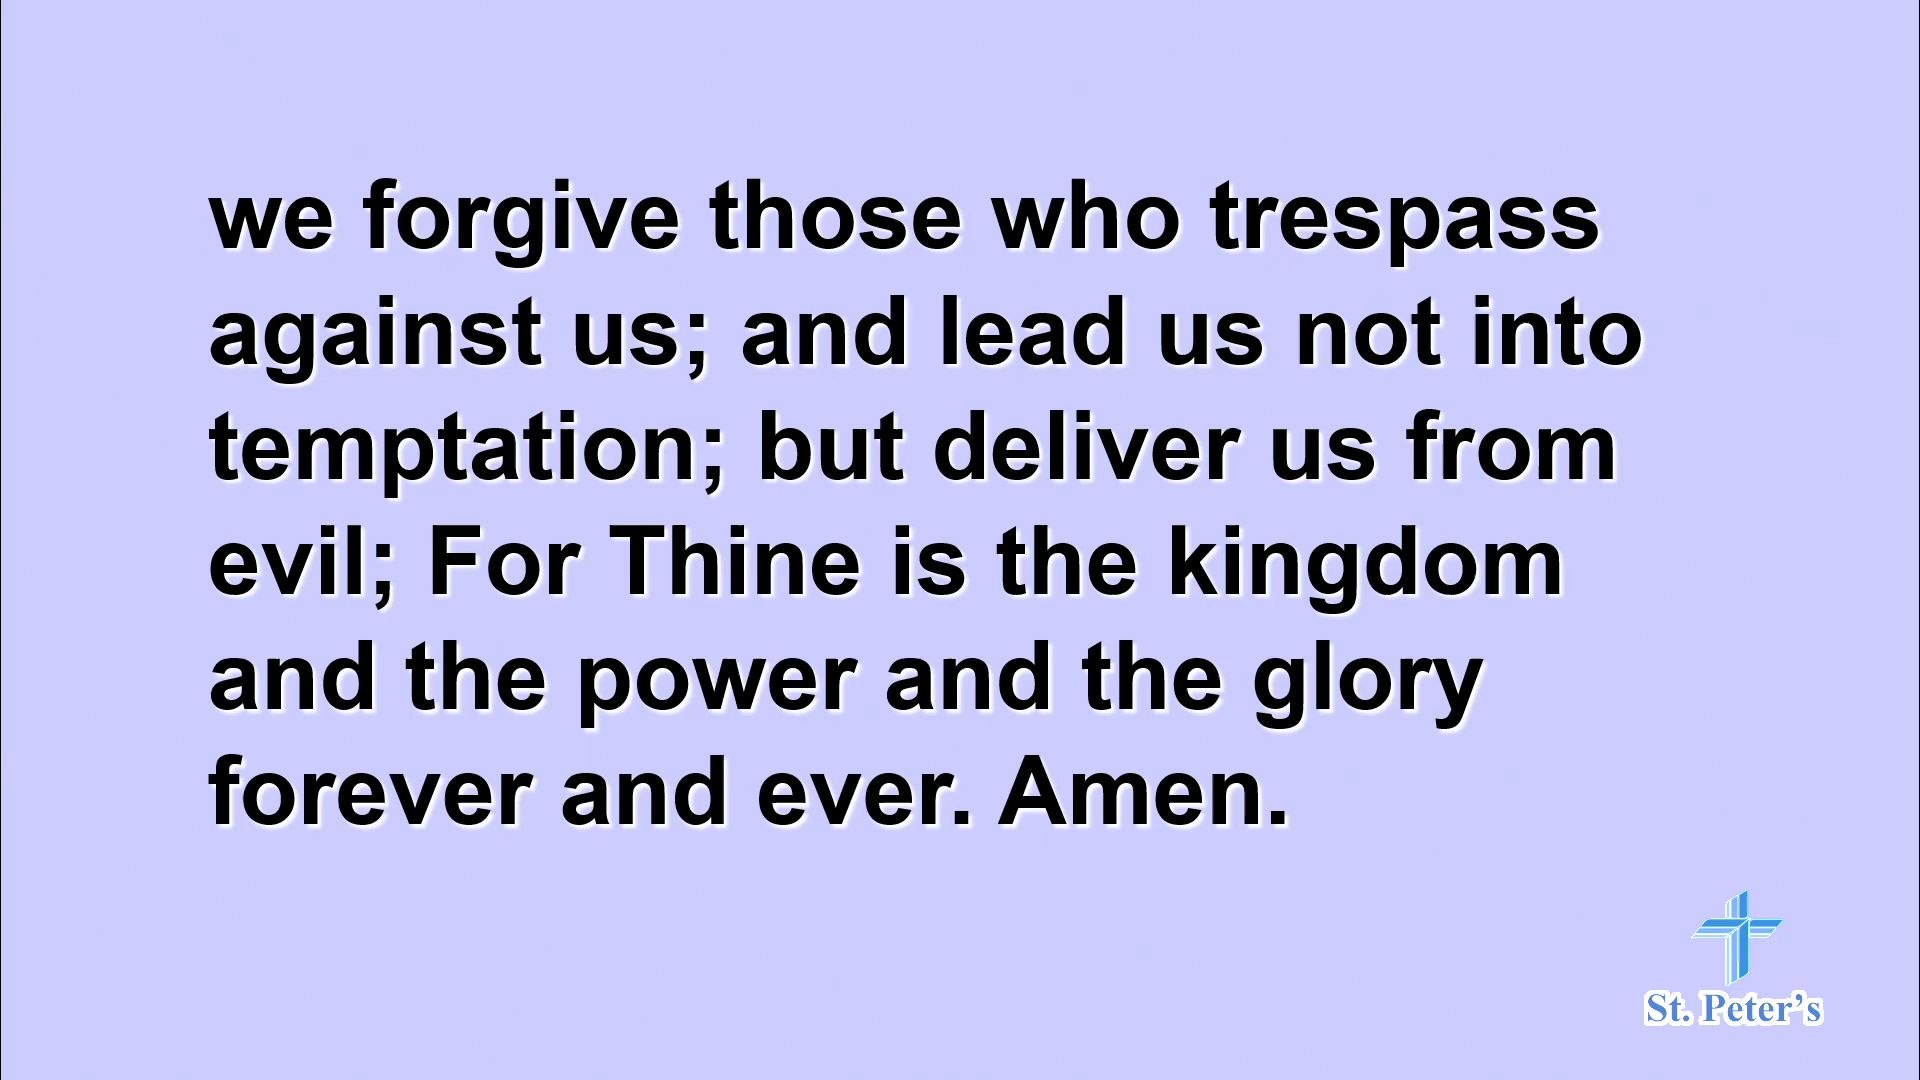 we forgive those who trespass
against us; and lead us not into
temptation; but deliver us from
evil; For Thine is the kingdom
and the power and the glory
forever and ever. Amen.
St. Peter’s